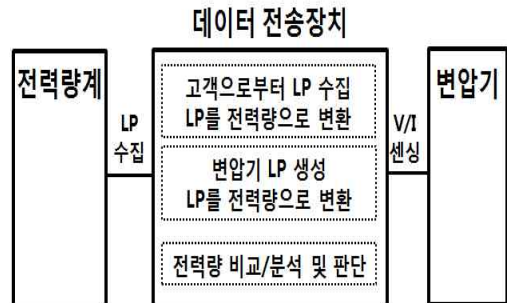 데이터 전송장치
전력량계
LP
수집
고객으로부터 LP 수집
LP를 전력량으로 변환
변압기 LP 생성
LP를 전력량으로 변환
전력량 비교/분석 및 판단
V/I
센싱
변압기